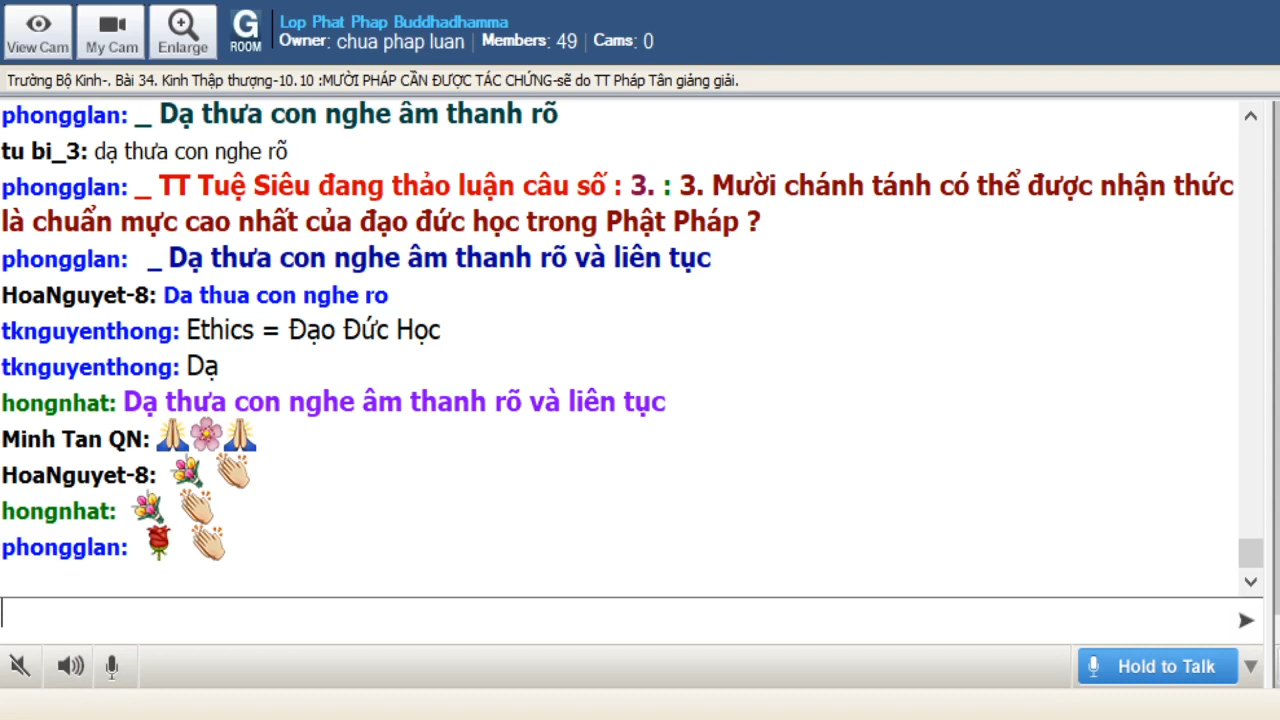 View Cam
My Cam
Enlarge
G
ROOM
Lop Phat Phap Buddhadhamma
Owner: chua phap luan | Members: 49 | Cams: 0
Trường Bộ Kinh-. Bài 34. Kinh Thập thượng-10. 10 :MƯỜI PHÁP CẦN ĐƯỢC TÁC CHỨNG-sẽ do TT Pháp Tân giảng giải.
phongglan: _ Dạ thưa con nghe âm thanh rõ
tu bi_3: dạ thưa con nghe rõ
phongglan: _ TT Tuệ Siêu đang thảo luận câu số : 3. : 3. Mười chánh tánh có thể được nhận thức
là chuẩn mực cao nhất của đạo đức học trong Phật Pháp ?
phongglan: _ Dạ thưa con nghe âm thanh rõ và liên tục
HoaNguyet-8: Da thua con nghe ro
tknguyenthong: Ethics = Đạo Đức Học
tknguyenthong: Dạ
hongnhat: Dạ thưa con nghe âm thanh rõ và liên tục
Minh Tan QN: 🙏🌸🙏
HoaNguyet-8: 💐 👏
hongnhat: 💐 👏
phongglan: 🌹 👏
Hold to Talk